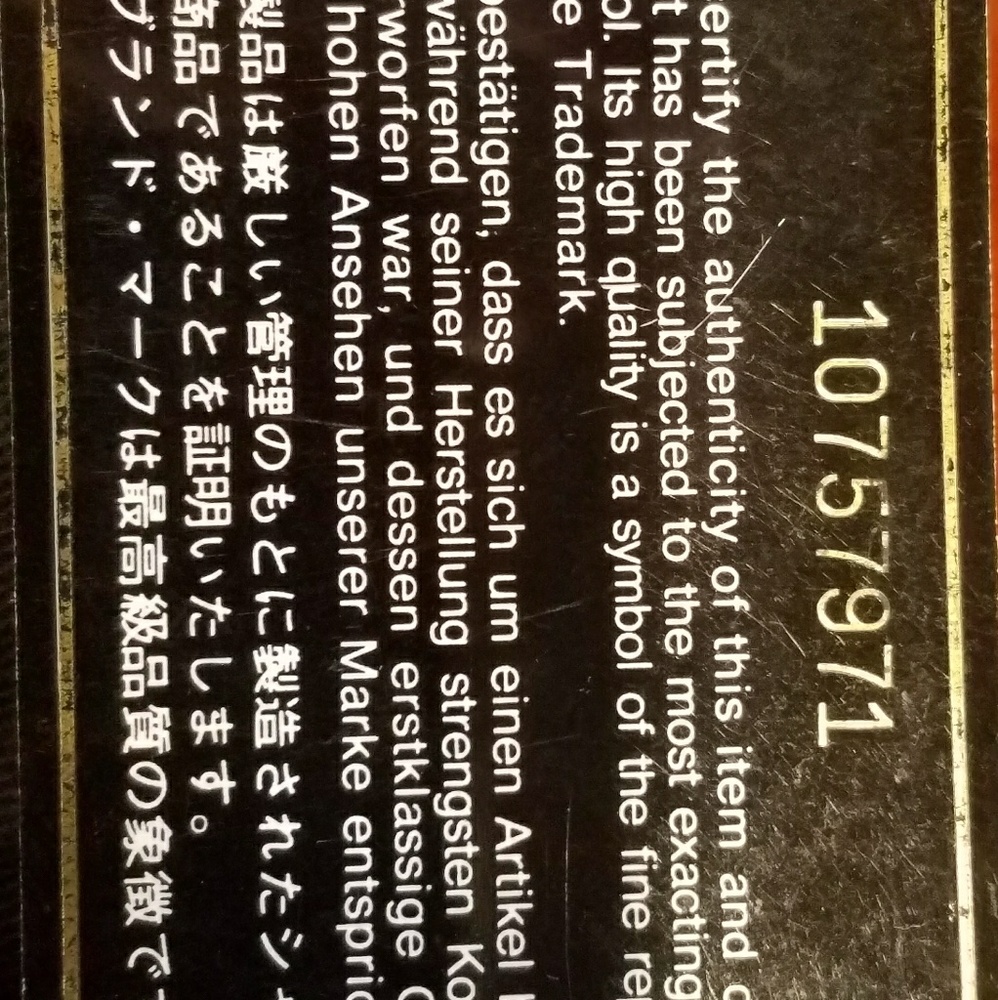 10757971
ertify the authenticity of this item and
t has been subjected to the most exacting
ol. Its high quality is a symbol of the fine
e Trademark.
bestätigen, dass es sich um einen Artikel
während seiner Herstellung strengsten
rworfen war, und dessen erstklassige
hohen Ansehen unserer Marke
製品は厳しい管理のもとに製造された
商品であることを証明いたします。
ブランド・マークは最高級品質の象徴で